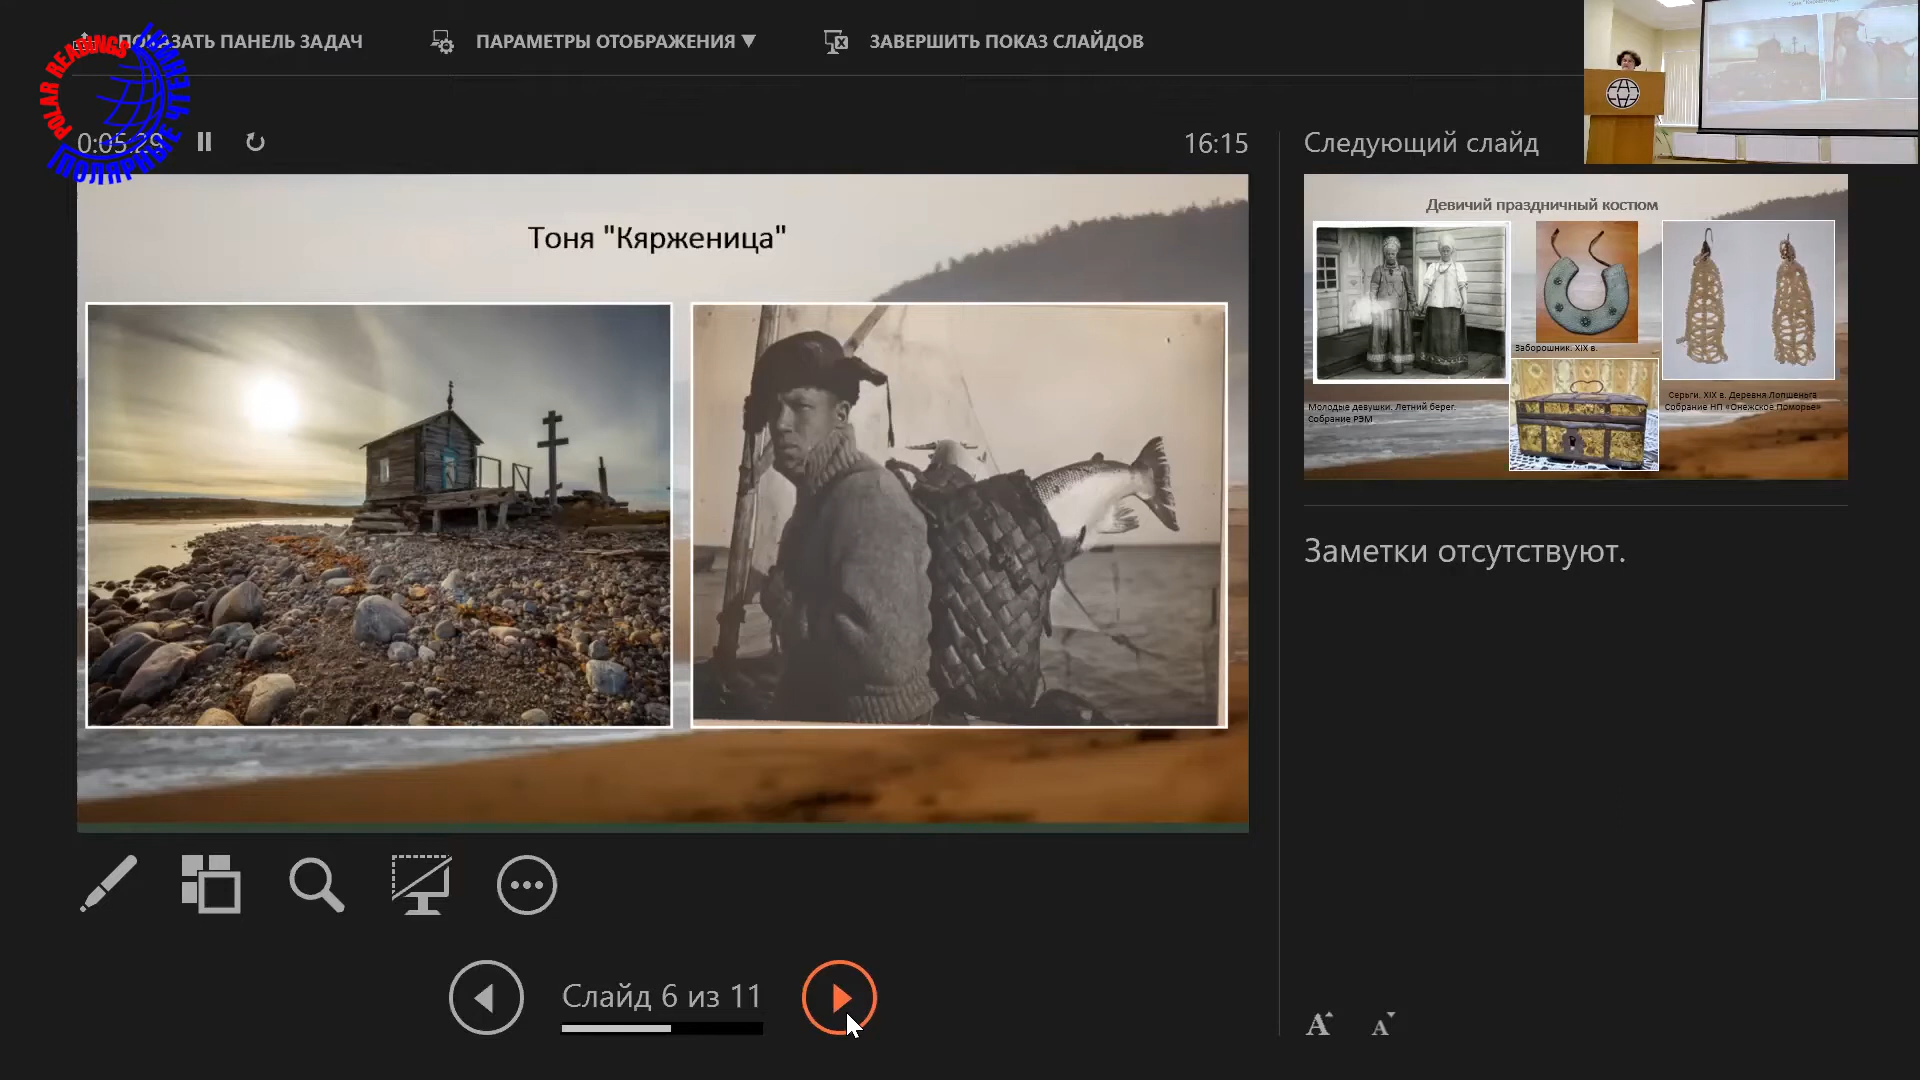 ПОКАЗАТЬ ПАНЕЛЬ ЗАДАЧ
ПАРАМЕТРЫ ОТОБРАЖЕНИЯ ▼
ЗАВЕРШИТЬ ПОКАЗ СЛАЙДОВ
POLAR READINGS
ПОЛЯРНЫЕ ЧТЕНИЯ
0:05:29
16:15
Следующий слайд
Тоня "Кярженица"
Девичий праздничный костюм
Заборошник. XIX в.
Молодые девушки. Летний берег.
Собрание РЭМ
Серьги. XIX в. Деревня Лопшеньга
Собрание НП «Онежское Поморье»
Заметки отсутствуют.
Слайд 6 из 11